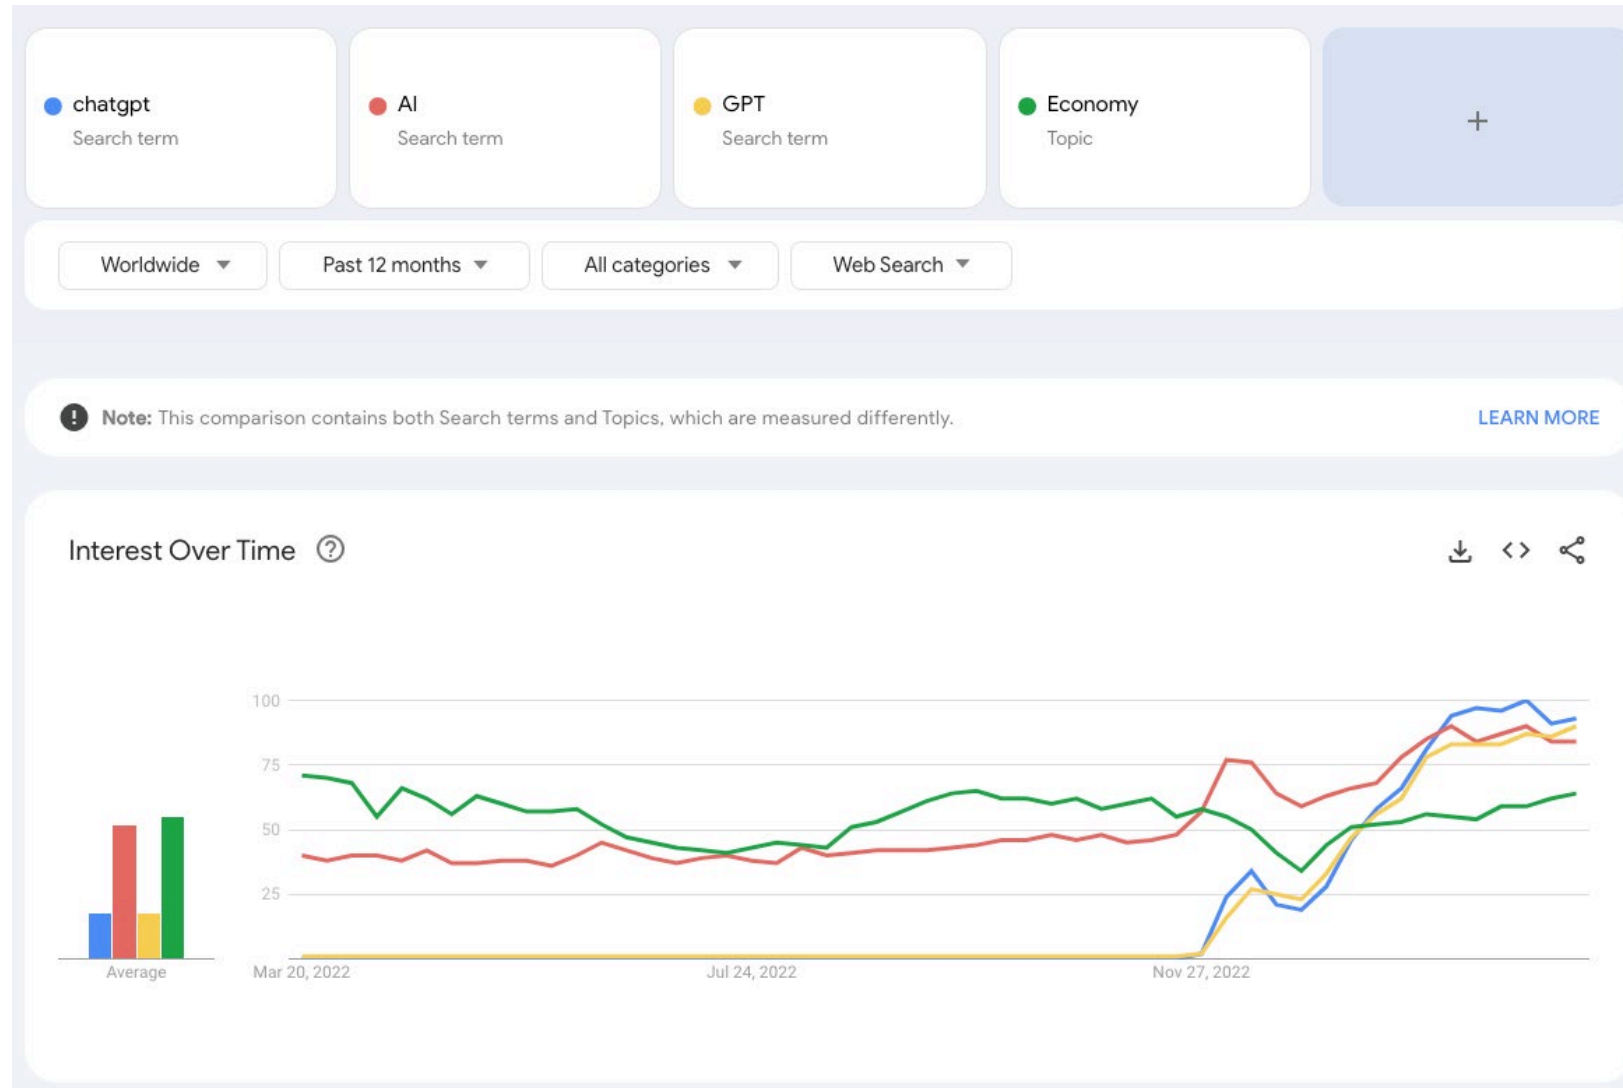 chatgpt
Search term
AI
Search term
GPT
Search term
Economy
Topic
+
Worldwide
Past 12 months
All categories
Web Search
! Note: This comparison contains both Search terms and Topics, which are measured differently.
LEARN MORE
Interest Over Time ?
100
75
50
25
Average
Mar 20, 2022
Jul 24, 2022
Nov 27, 2022